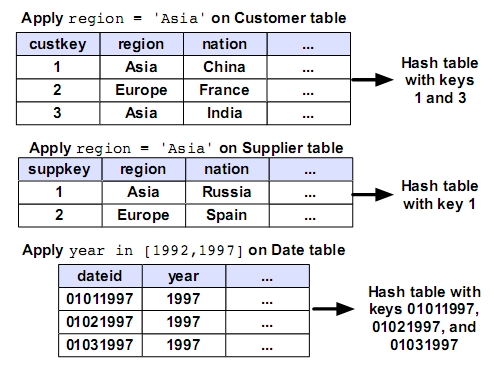 Apply region = 'Asia' on Customer table
custkey region nation ...
1 Asia China ...
2 Europe France ...
3 Asia India ...
Hash table
with keys
1 and 3
Apply region = 'Asia' on Supplier table
suppkey region nation ...
1 Asia Russia ...
2 Europe Spain ...
Hash table
with key 1
Apply year in [1992,1997] on Date table
dateid year ...
01011997 1997 ...
01021997 1997 ...
01031997 1997 ...
Hash table with
keys 01011997,
01021997, and
01031997